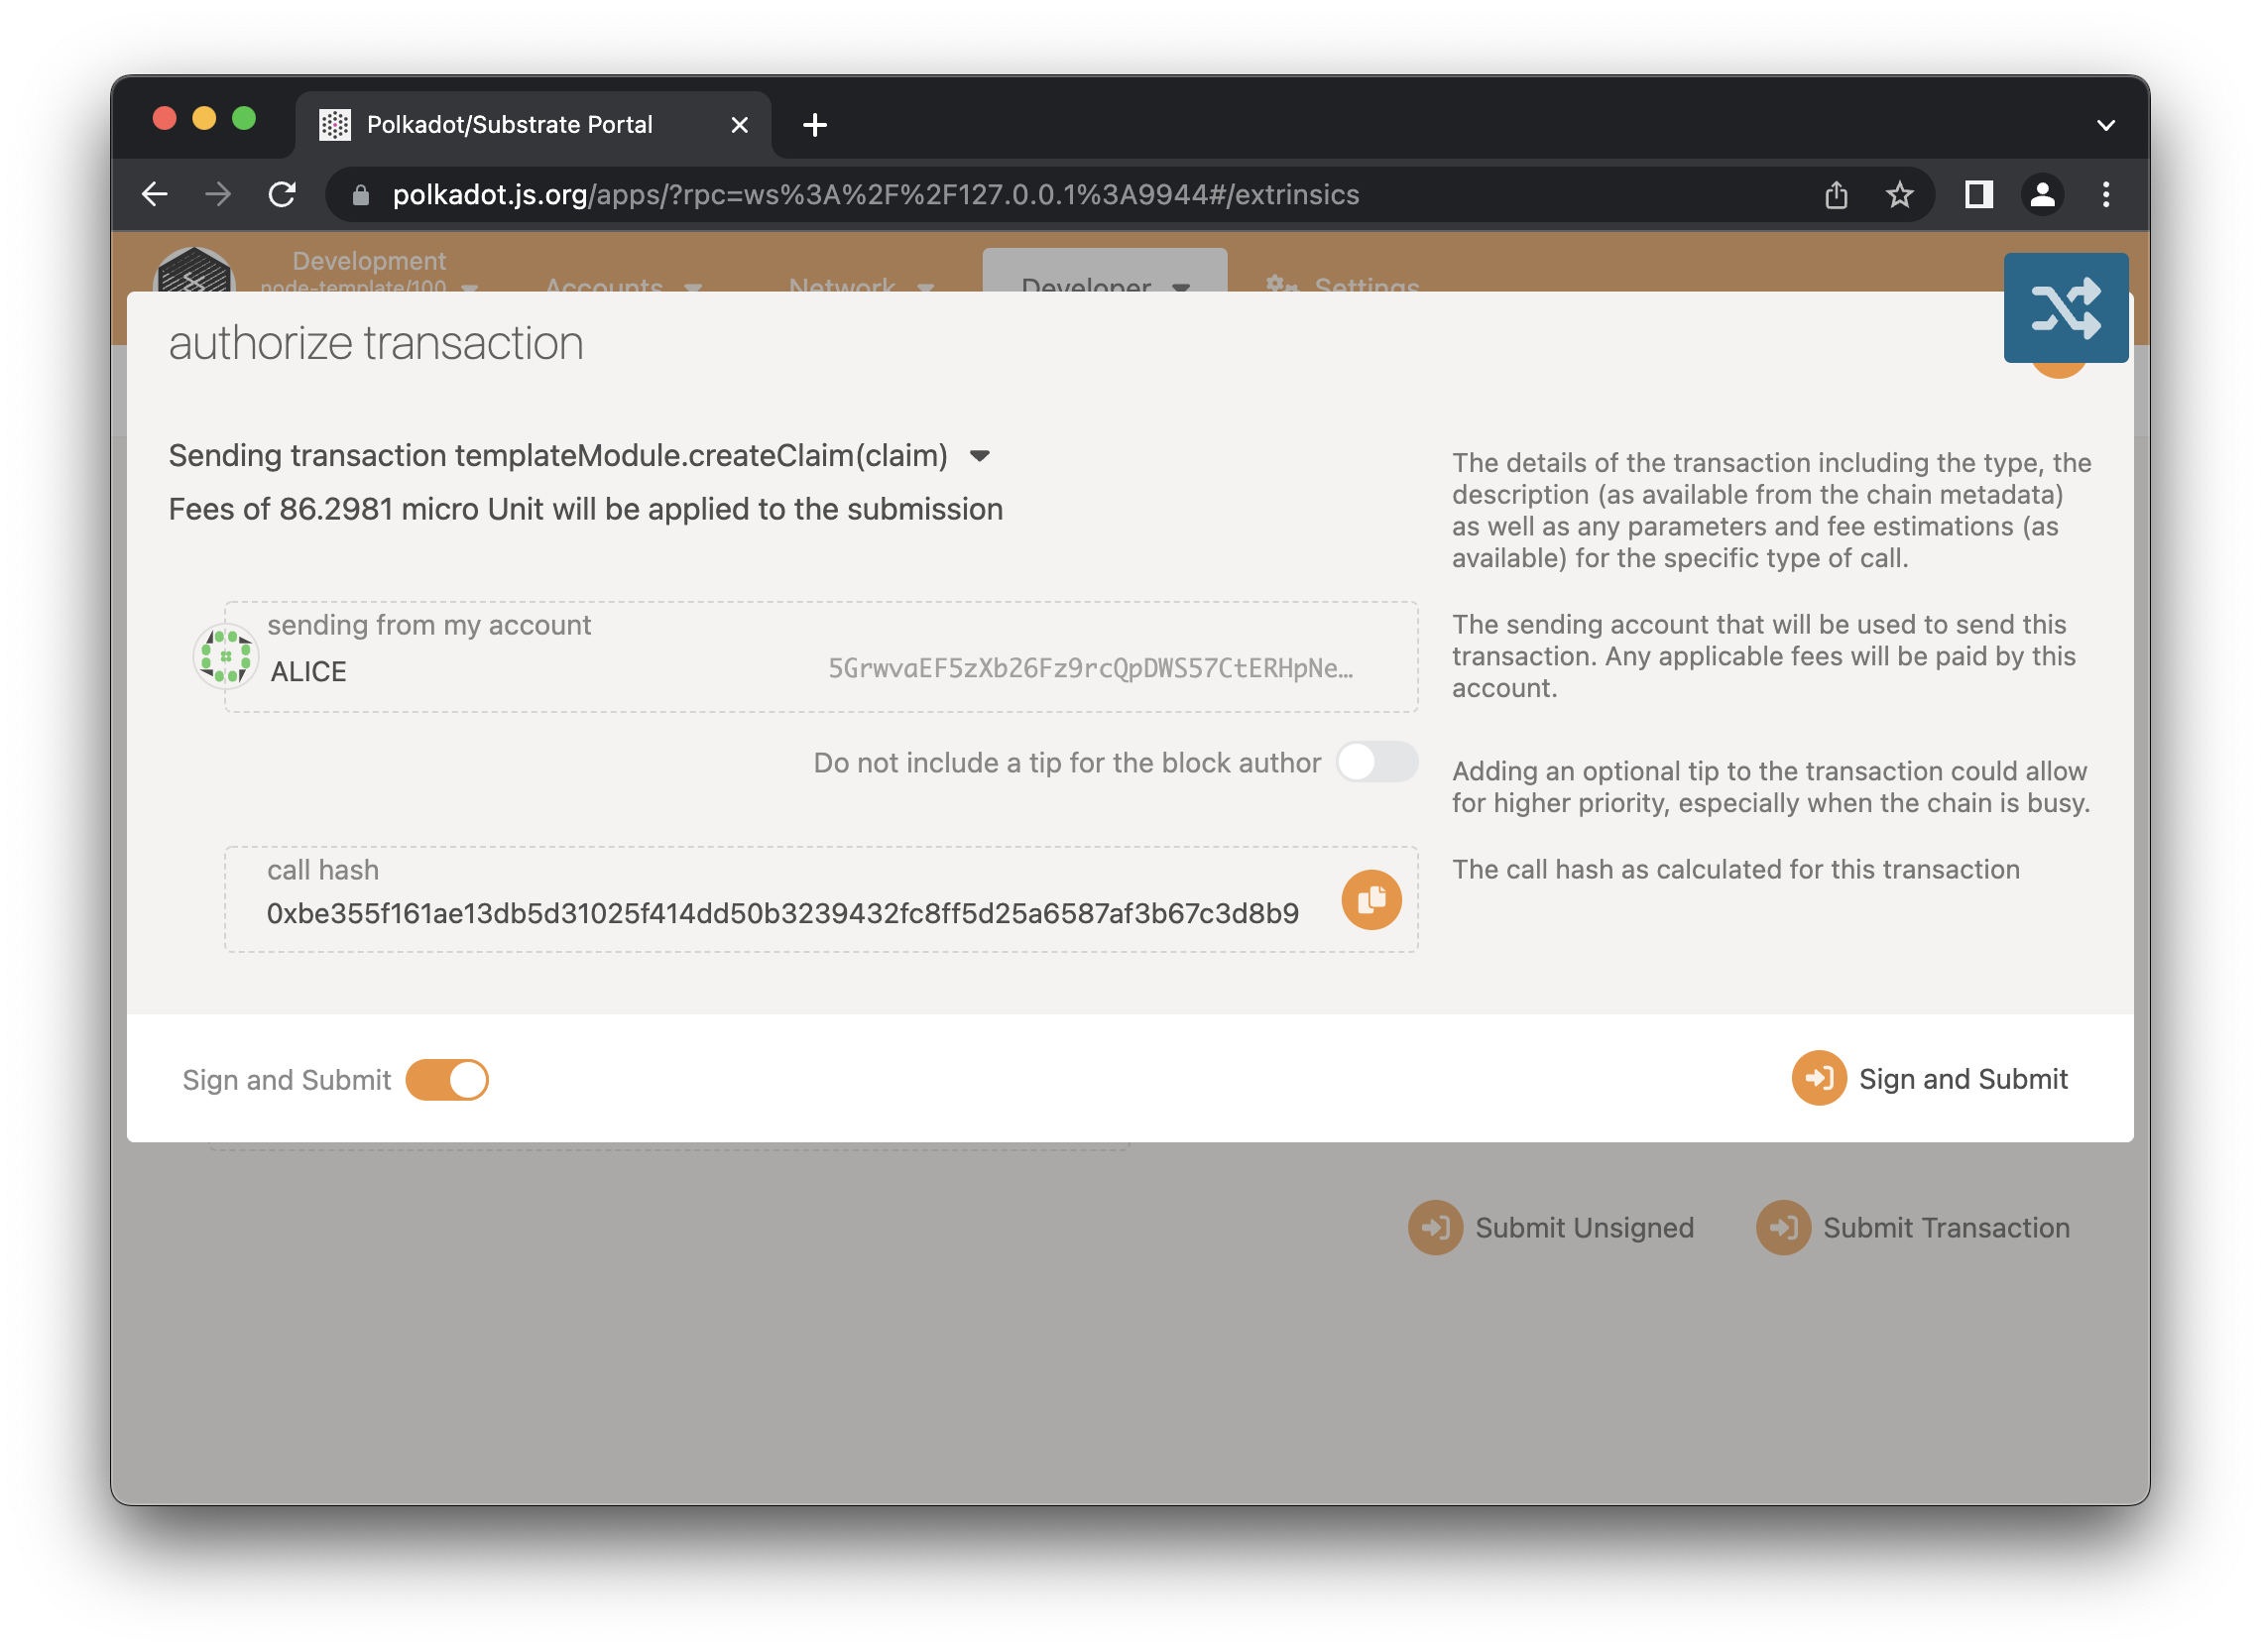 Polkadot/Substrate Portal
polkadot.js.org/apps/?rpc=ws%3A%2F%2F127.0.0.1%3A9944#/extrinsics
Development
node-template/100
Accounts
Network
Developer
Settings
authorize transaction
Sending transaction templateModule.createClaim(claim)
Fees of 86.2981 micro Unit will be applied to the submission
The details of the transaction including the type, the
description (as available from the chain metadata)
as well as any parameters and fee estimations (as
available) for the specific type of call.
sending from my account
ALICE
5GrwvaEF5zXb26Fz9rcQpDWS57CtERHpNe…
The sending account that will be used to send this
transaction. Any applicable fees will be paid by this
account.
Do not include a tip for the block author
Adding an optional tip to the transaction could allow
for higher priority, especially when the chain is busy.
call hash
0xbe355f161ae13db5d31025f414dd50b3239432fc8ff5d25a6587af3b67c3d8b9
The call hash as calculated for this transaction
Sign and Submit
Sign and Submit
Submit Unsigned
Submit Transaction